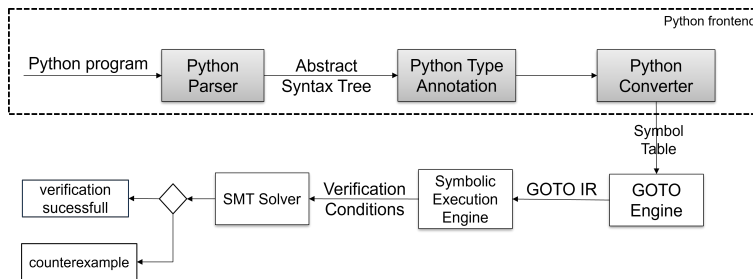 Python frontend
Python program
Python
Parser
Abstract
Syntax Tree
Python Type
Annotation
Python
Converter
Symbol
Table
verification
sucessfull
SMT Solver
Verification
Conditions
Symbolic
Execution
Engine
GOTO IR
GOTO
Engine
counterexample